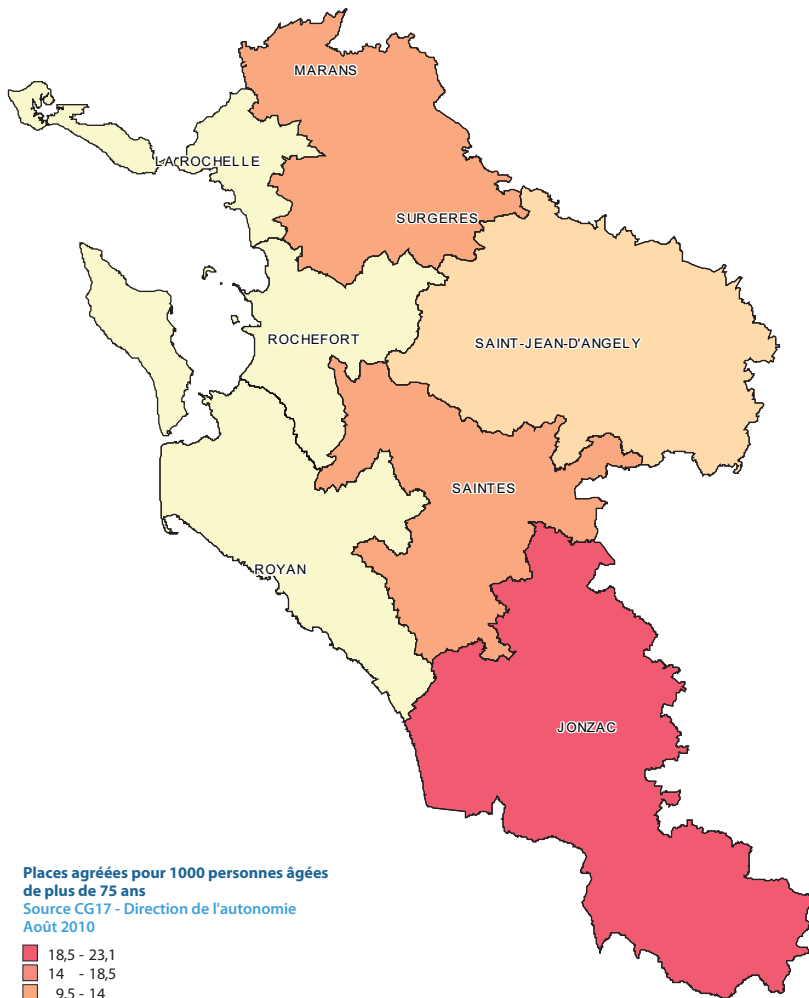 MARANS
LA ROCHELLE
SURGERES
ROCHEFORT
SAINT-JEAN-D'ANGELY
SAINTES
ROYAN
JONZAC
Places agréées pour 1000 personnes âgées
de plus de 75 ans
Source CG17 - Direction de l'autonomie
Août 2010
18,5 - 23,1
14 - 18,5
9,5 - 14